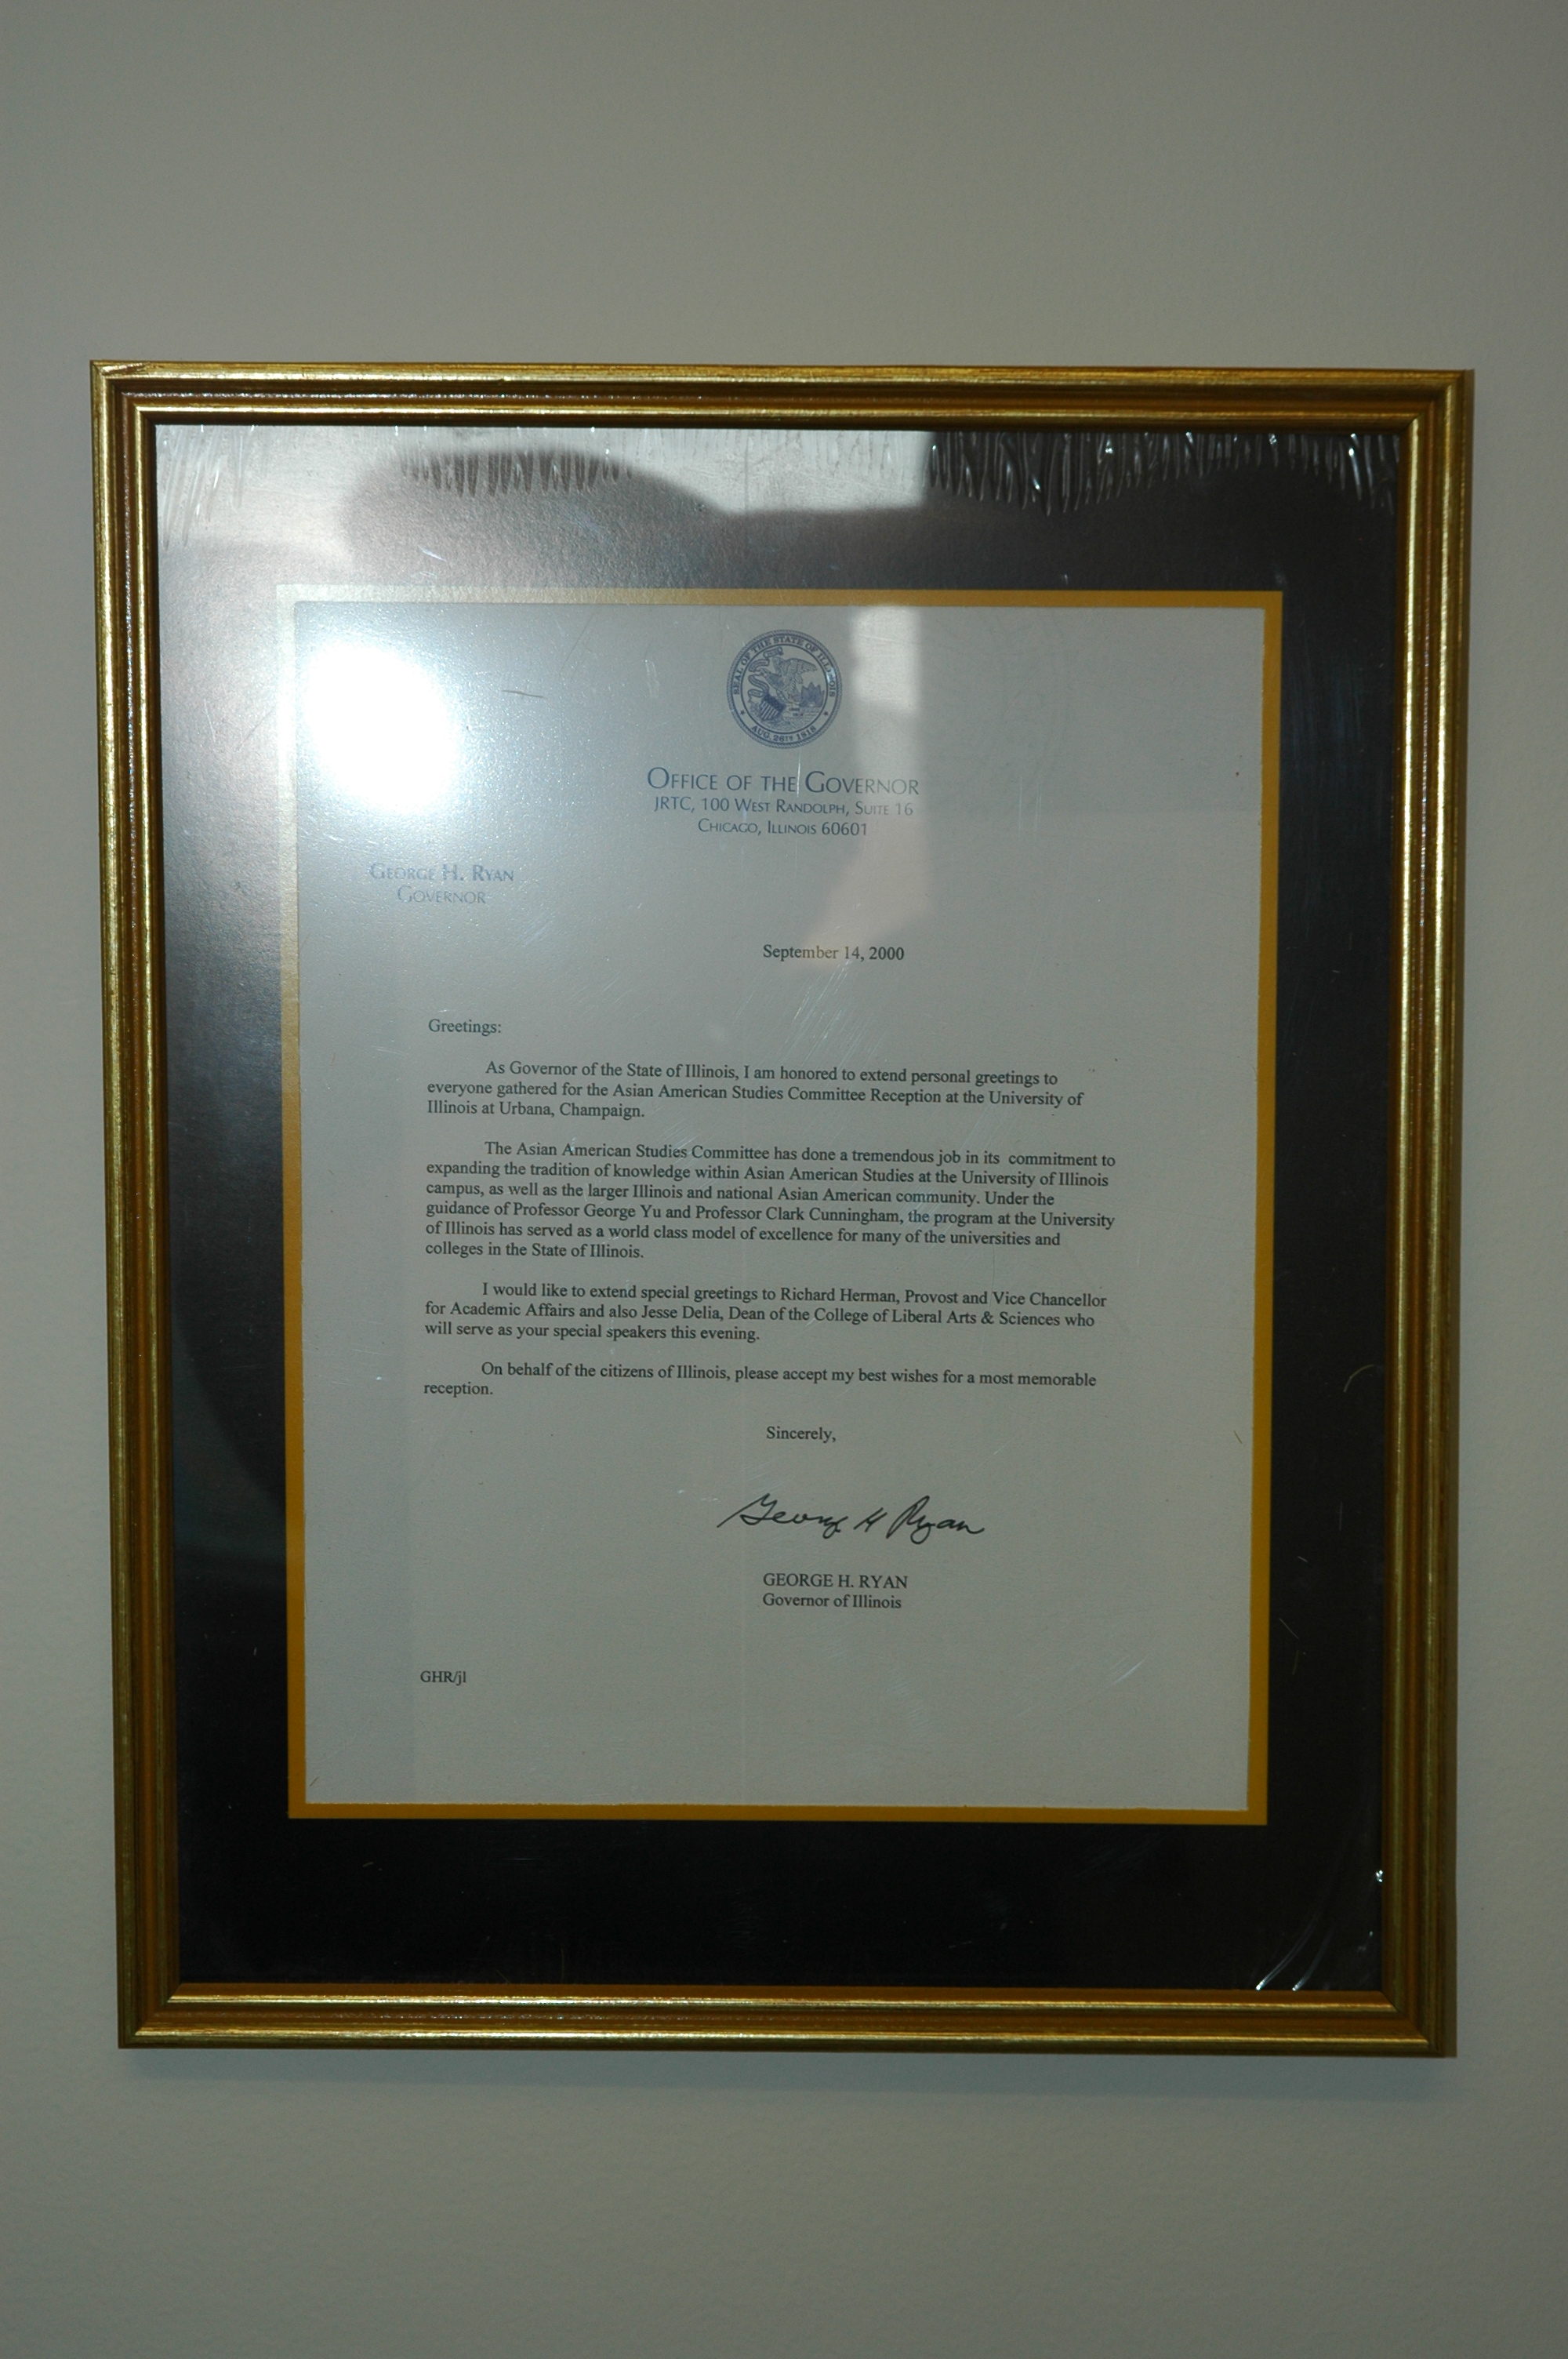 SEAL OF THE STATE OF ILLINOIS
AUG. 26TH 1818
OFFICE OF THE GOVERNOR
JRTC, 100 WEST RANDOLPH, SUITE 16
CHICAGO, ILLINOIS 60601
GEORGE H. RYAN
GOVERNOR
September 14, 2000
Greetings:
As Governor of the State of Illinois, I am honored to extend personal greetings to
everyone gathered for the Asian American Studies Committee Reception at the University of
Illinois at Urbana, Champaign.
The Asian American Studies Committee has done a tremendous job in its commitment to
expanding the tradition of knowledge within Asian American Studies at the University of Illinois
campus, as well as the larger Illinois and national Asian American community. Under the
guidance of Professor George Yu and Professor Clark Cunningham, the program at the University
of Illinois has served as a world class model of excellence for many of the universities and
colleges in the State of Illinois.
I would like to extend special greetings to Richard Herman, Provost and Vice Chancellor
for Academic Affairs and also Jesse Delia, Dean of the College of Liberal Arts & Sciences who
will serve as your special speakers this evening.
On behalf of the citizens of Illinois, please accept my best wishes for a most memorable
reception.
Sincerely,
George H Ryan
GEORGE H. RYAN
Governor of Illinois
GHR/jl